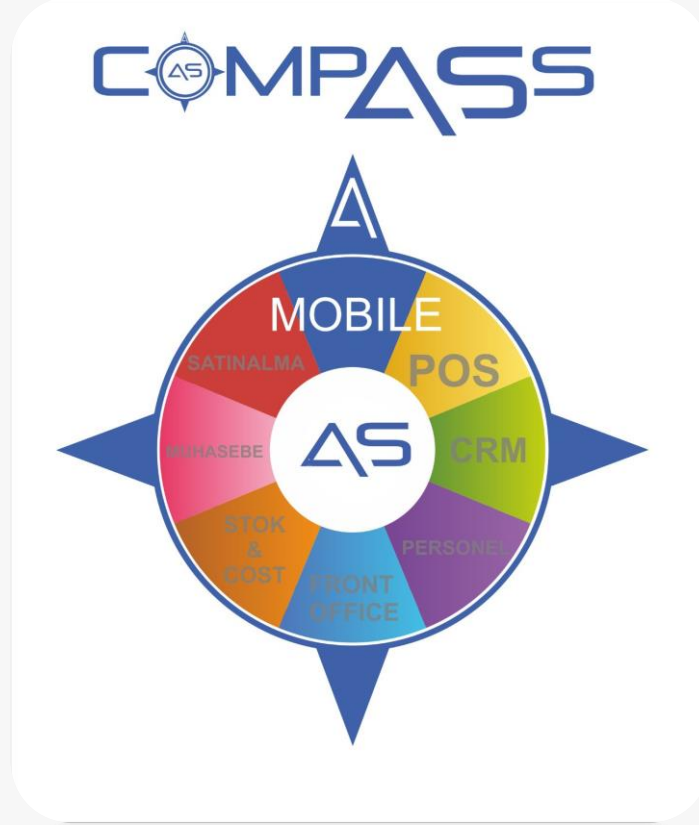 COMPASS
AS
A
MOBILE
POS
SATINALMA
CRM
MUHASEBE
AS
PERSONEL
STOK
&
COST
FRONT
OFFICE